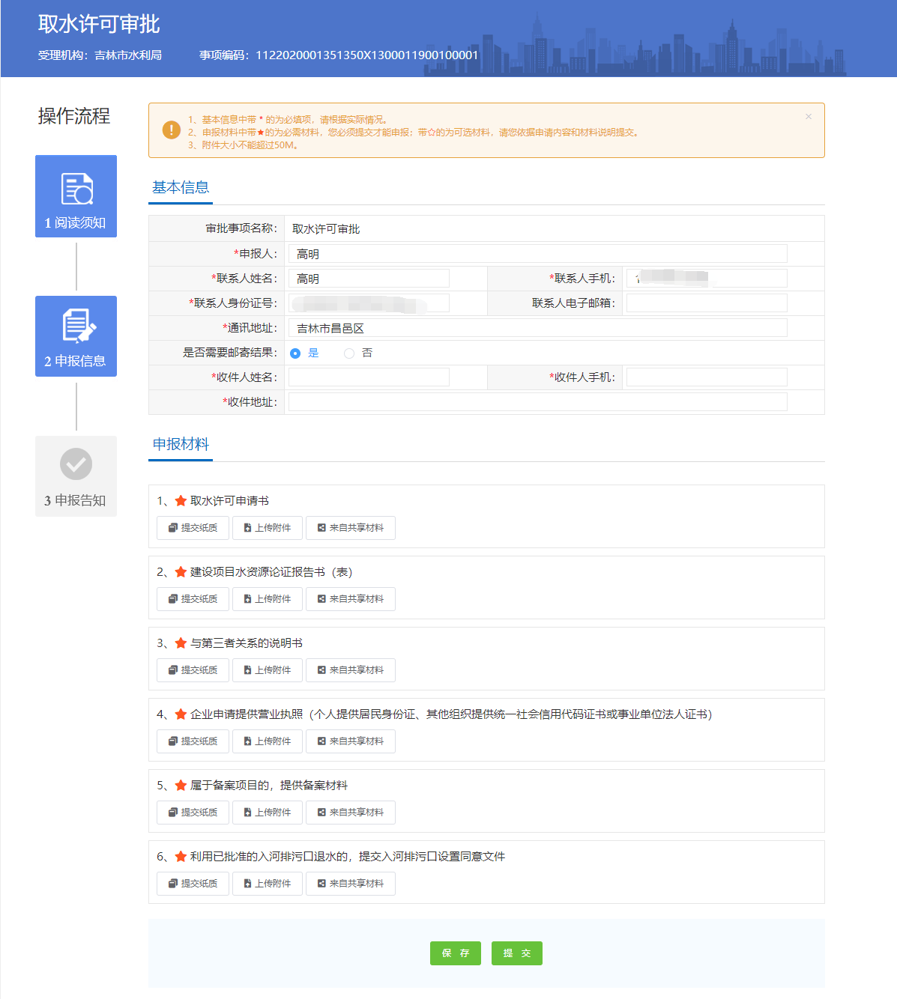 取水许可审批
受理机构：吉林市水利局 事项编码：1122020001351350X1300011900100001
操作流程
1、基本信息中带 * 的为必填项，请根据实际情况。
2、申报材料中带★的为必需材料，您必须提交才能申报；带☆的为可选材料，请您依据申请内容和材料说明提交。
3、附件大小不能超过50M。
1 阅读须知
2 申报信息
3 申报告知
基本信息
审批事项名称： 取水许可审批
*申报人： 高明
*联系人姓名： 高明 *联系人手机：
*联系人身份证号： 联系人电子邮箱：
*通讯地址： 吉林市昌邑区
是否需要邮寄结果： 是 否
*收件人姓名： *收件人手机：
*收件地址：
申报材料
1、★ 取水许可申请书
提交纸质 上传附件 来自共享材料
2、★ 建设项目水资源论证报告书（表）
提交纸质 上传附件 来自共享材料
3、★ 与第三者关系的说明书
提交纸质 上传附件 来自共享材料
4、★ 企业申请提供营业执照（个人提供居民身份证、其他组织提供统一社会信用代码证书或事业单位法人证书）
提交纸质 上传附件 来自共享材料
5、★ 属于备案项目的，提供备案材料
提交纸质 上传附件 来自共享材料
6、★ 利用已批准的入河排污口退水的，提交入河排污口设置同意文件
提交纸质 上传附件 来自共享材料
保 存 提 交